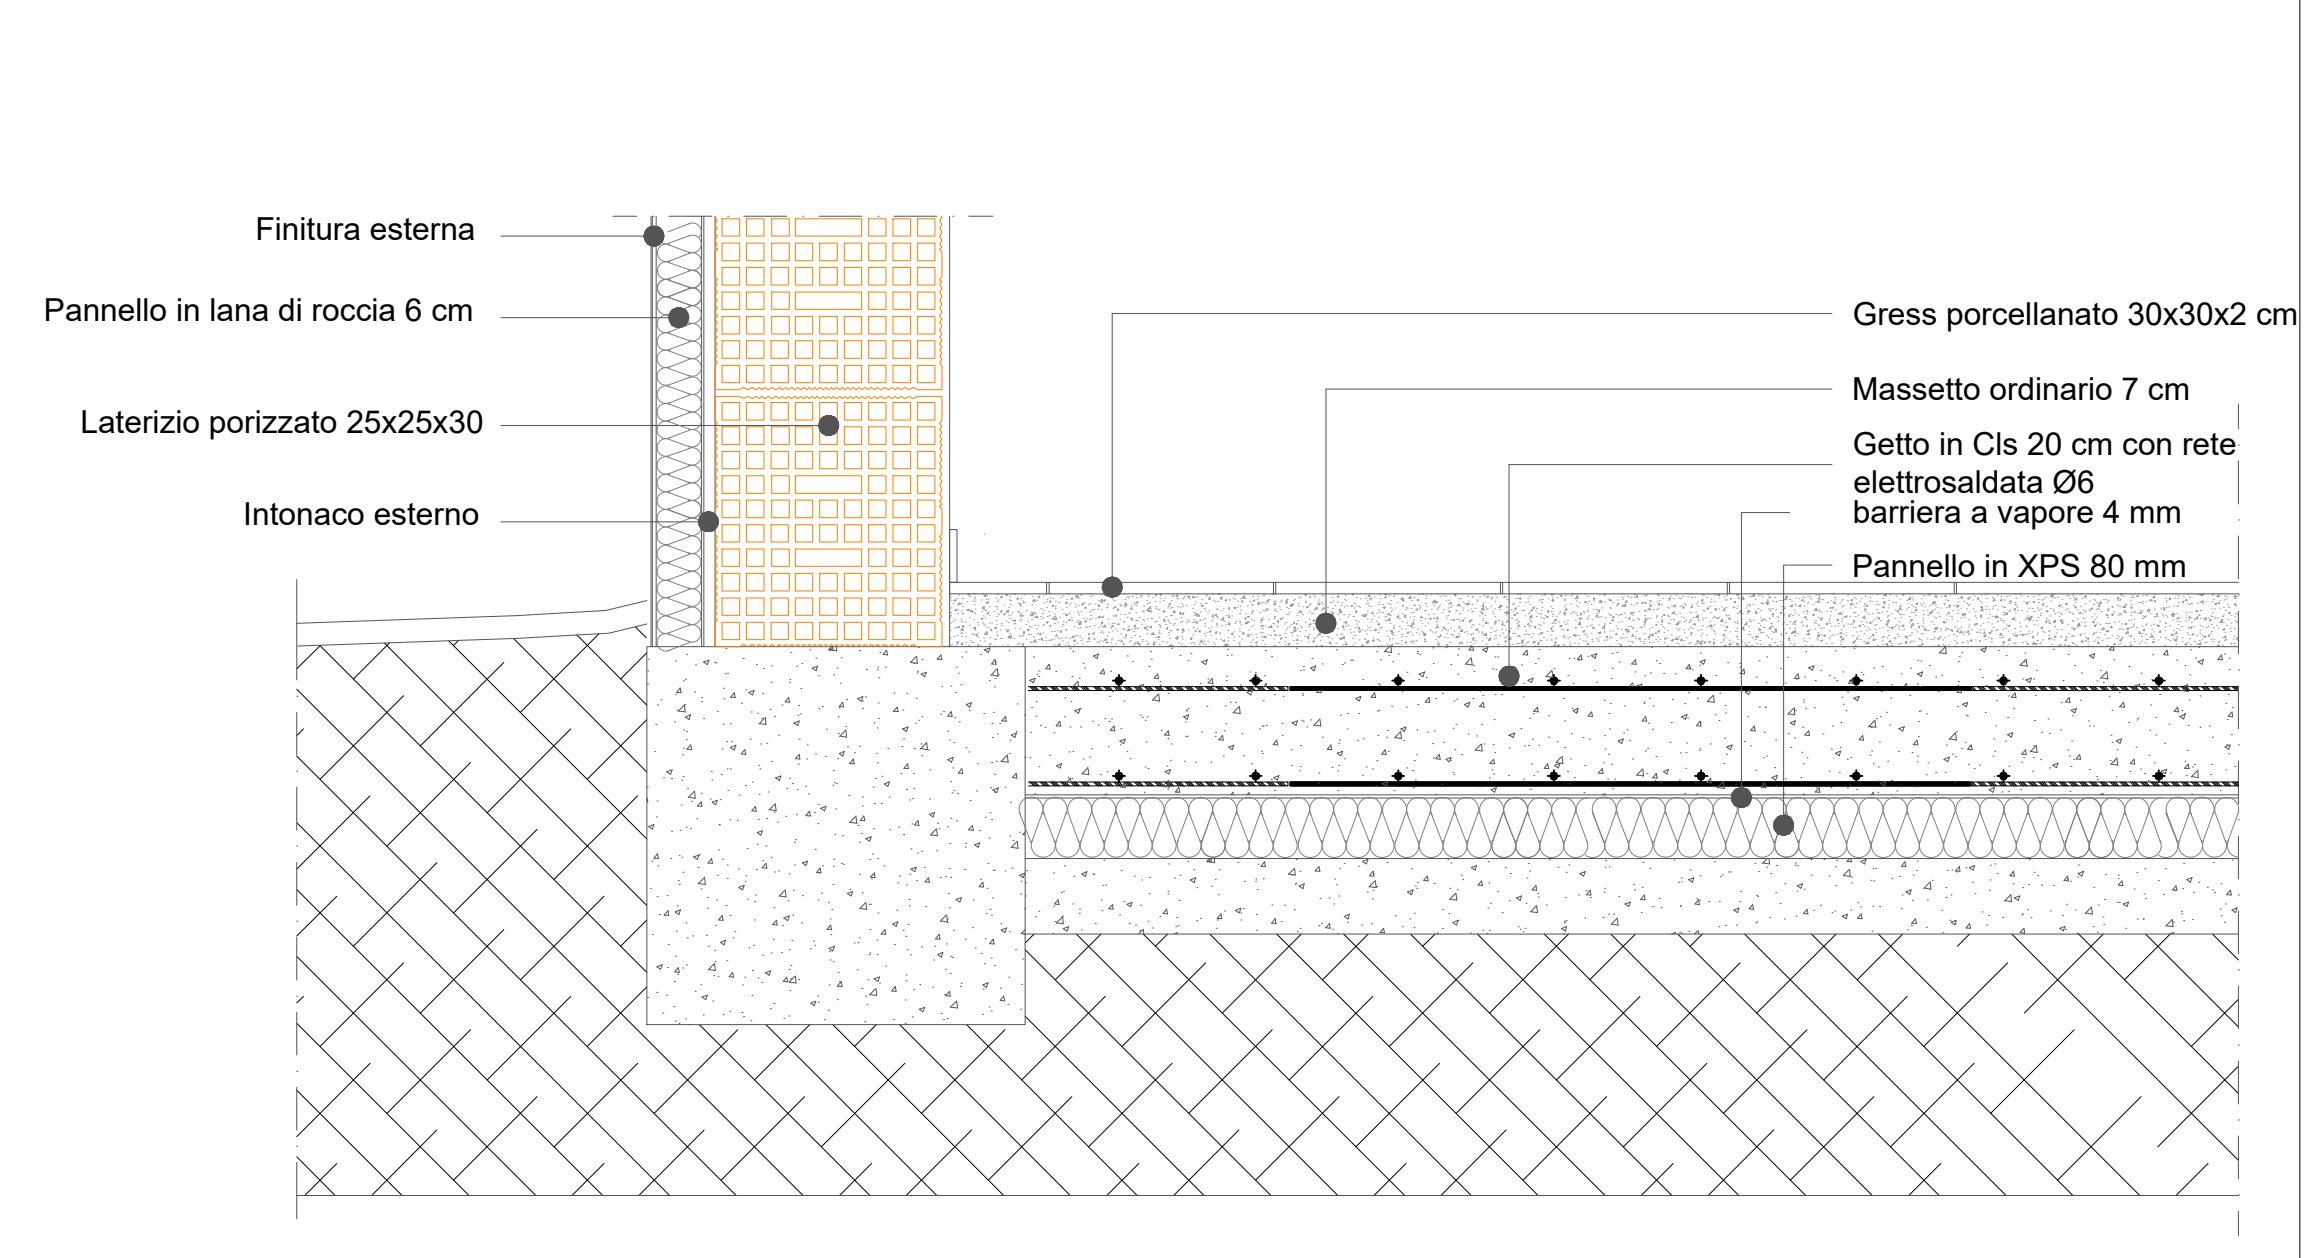 Finitura esterna
Pannello in lana di roccia 6 cm
Laterizio porizzato 25x25x30
Intonaco esterno
Gress porcellanato 30x30x2 cm
Massetto ordinario 7 cm
Getto in Cls 20 cm con rete
elettrosaldata Ø6
barriera a vapore 4 mm
Pannello in XPS 80 mm